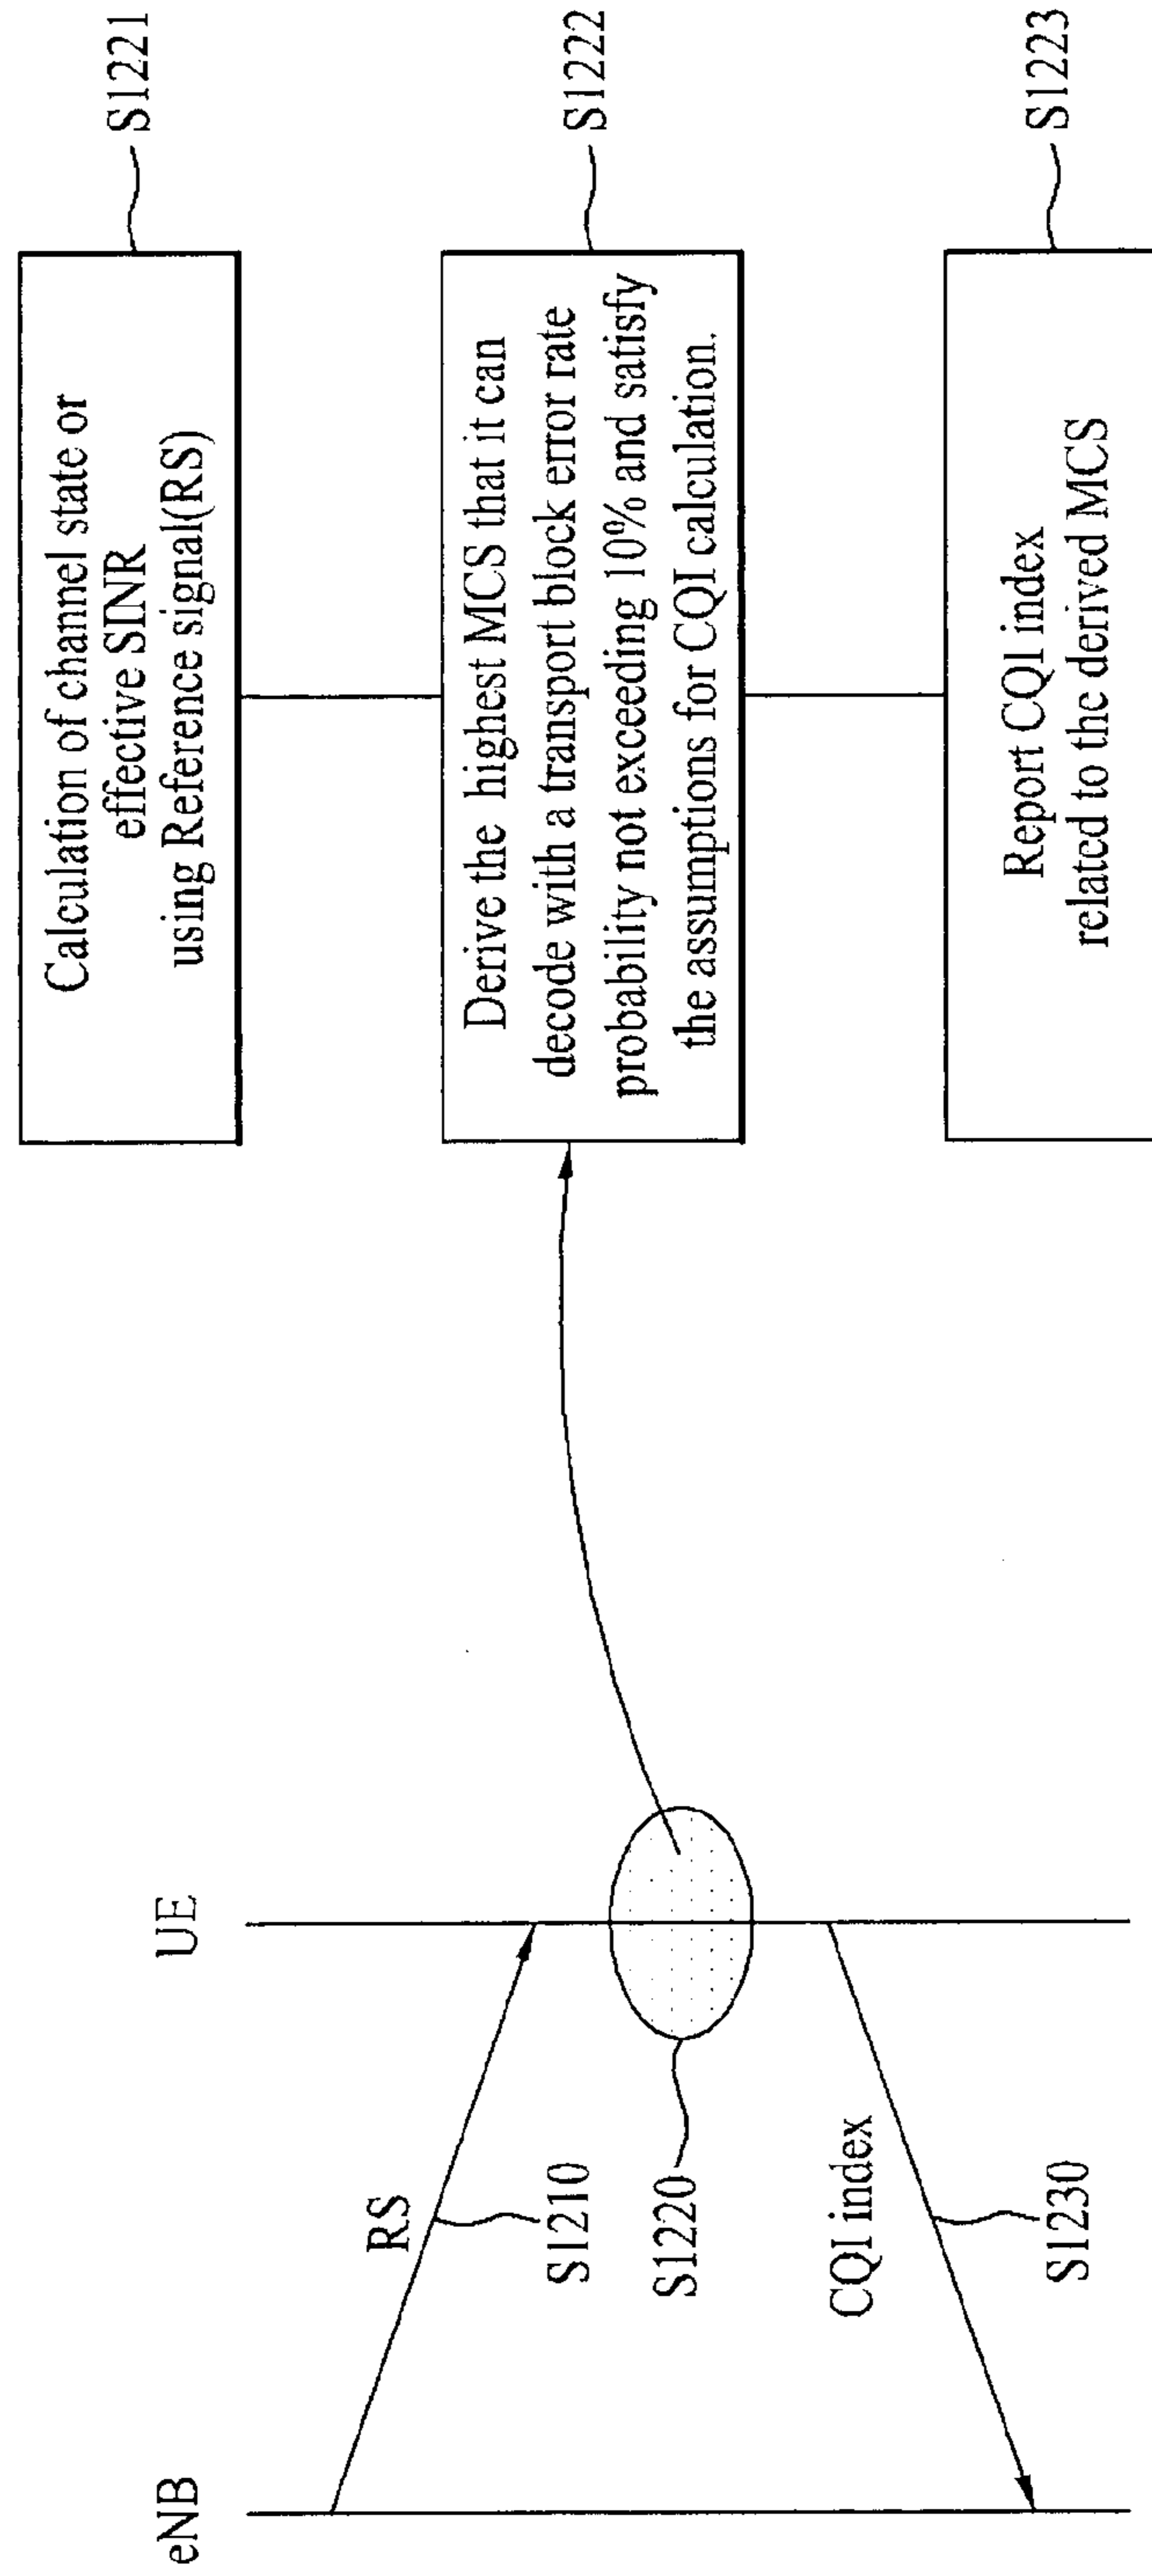 eNB
UE
RS
S1210
S1220
CQI index
S1230
Calculation of channel state or
effective SINR
using Reference signal(RS)
S1221
Derive the highest MCS that it can
decode with a transport block error rate
probability not exceeding 10% and satisfy
the assumptions for CQI calculation.
S1222
Report CQI index
related to the derived MCS
S1223